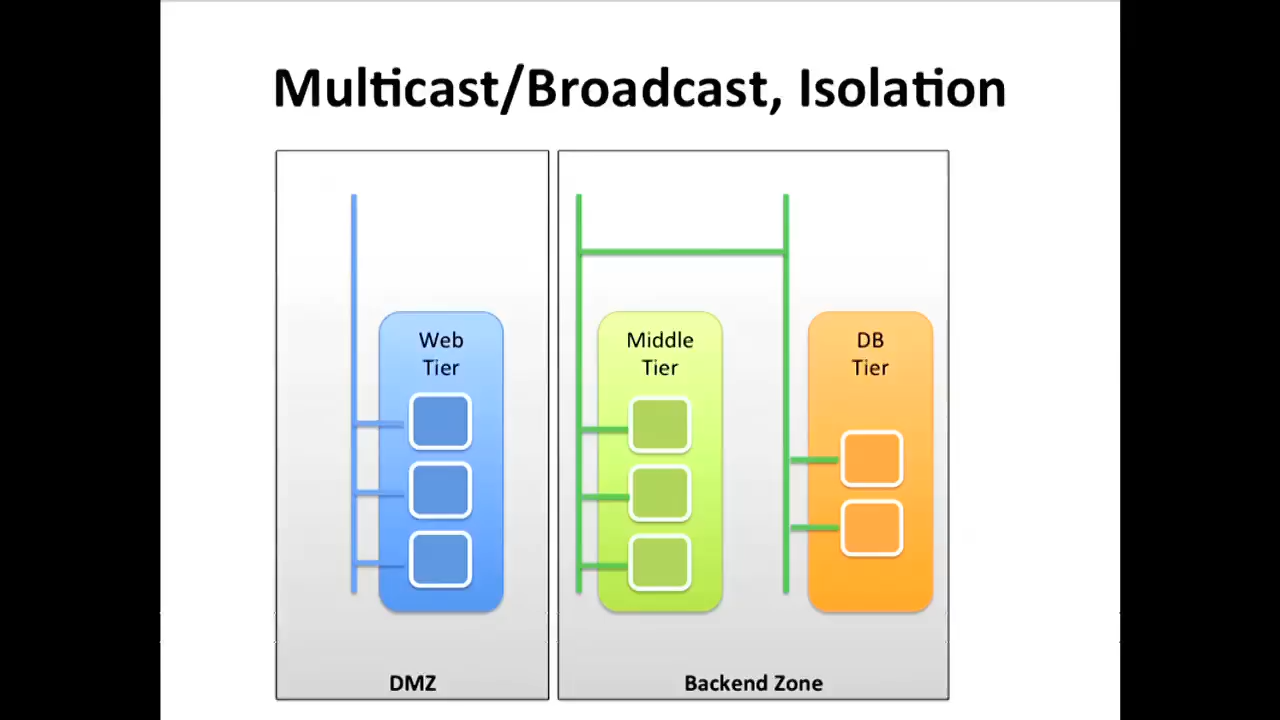 Multicast/Broadcast, Isolation
Web
Tier
Middle
Tier
DB
Tier
DMZ
Backend Zone